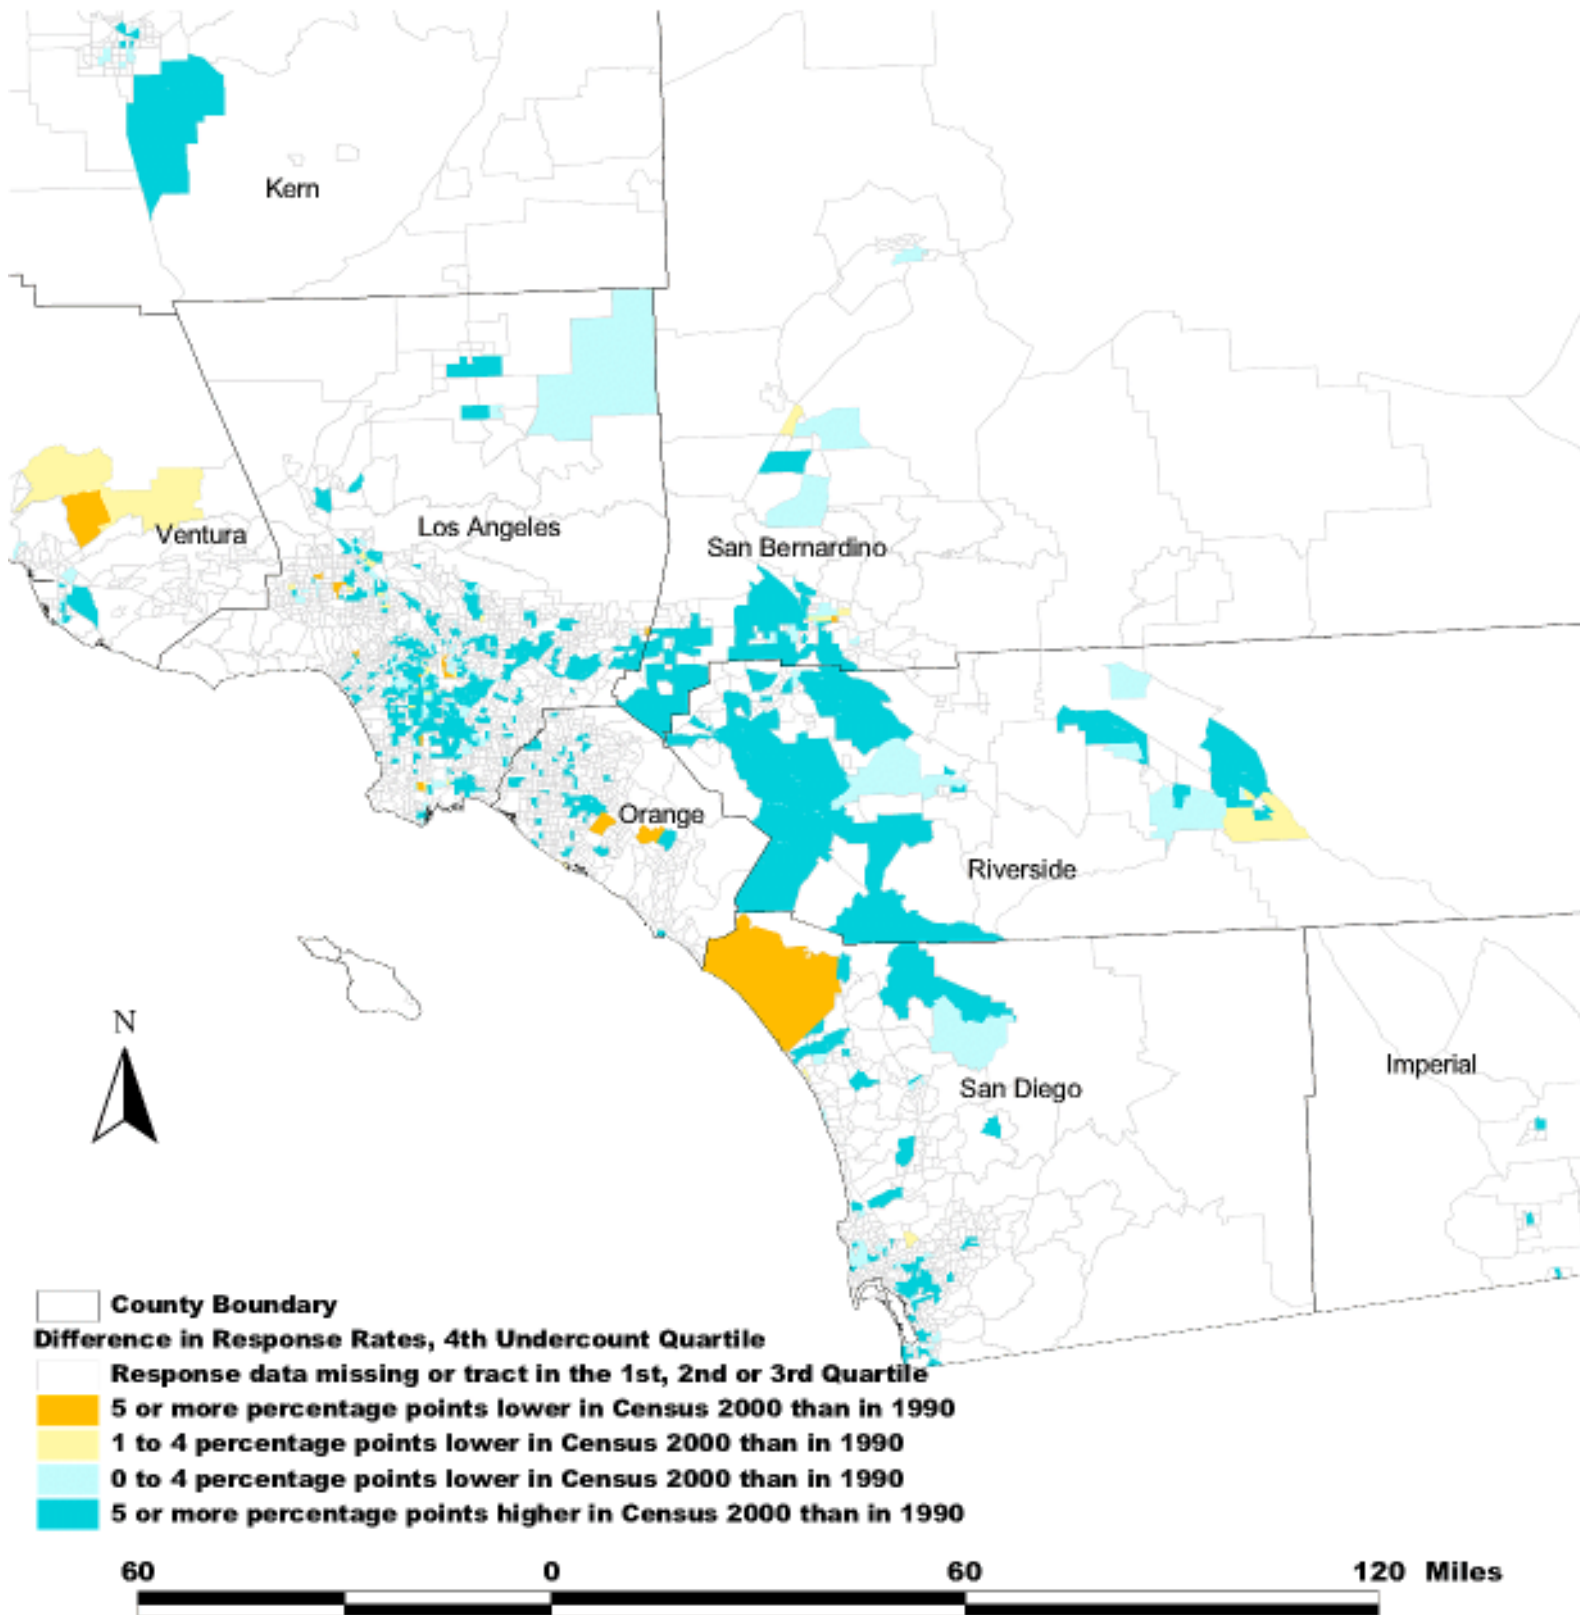 Kern
Ventura
Los Angeles
San Bernardino
Orange
Riverside
N
Imperial
San Diego
County Boundary
Difference in Response Rates, 4th Undercount Quartile
Response data missing or tract in the 1st, 2nd or 3rd Quartile
5 or more percentage points lower in Census 2000 than in 1990
1 to 4 percentage points lower in Census 2000 than in 1990
0 to 4 percentage points lower in Census 2000 than in 1990
5 or more percentage points higher in Census 2000 than in 1990
60 0 60 120 Miles